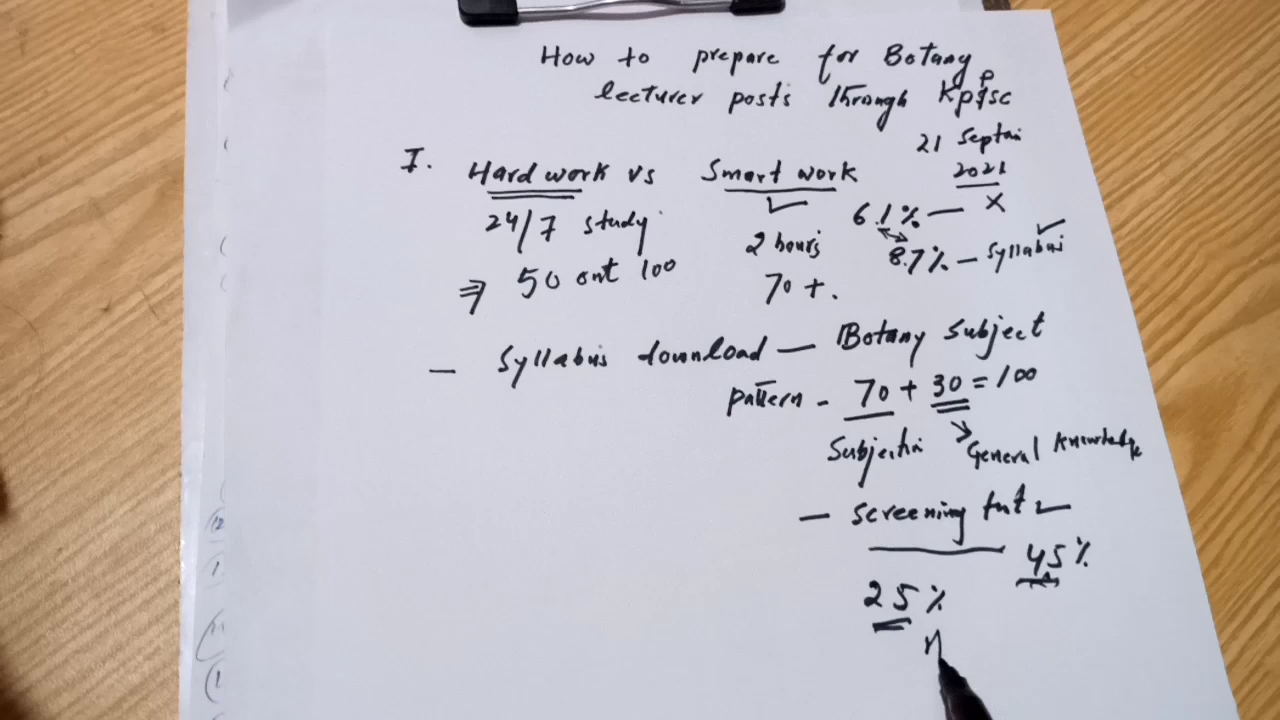 How to prepare for Botany
lecturer posts through Kppsc
21 Septai
2021
I. Hard work vs Smart work
6.1% — X
24/7 study
2 hours
8.7% — Syllabus
⇒ 50 out 100
70 +.
— Syllabus download — Botany Subject
pattern - 70 + 30 = 100
Subjective
General Knowledge
— Screening test
45%
25%